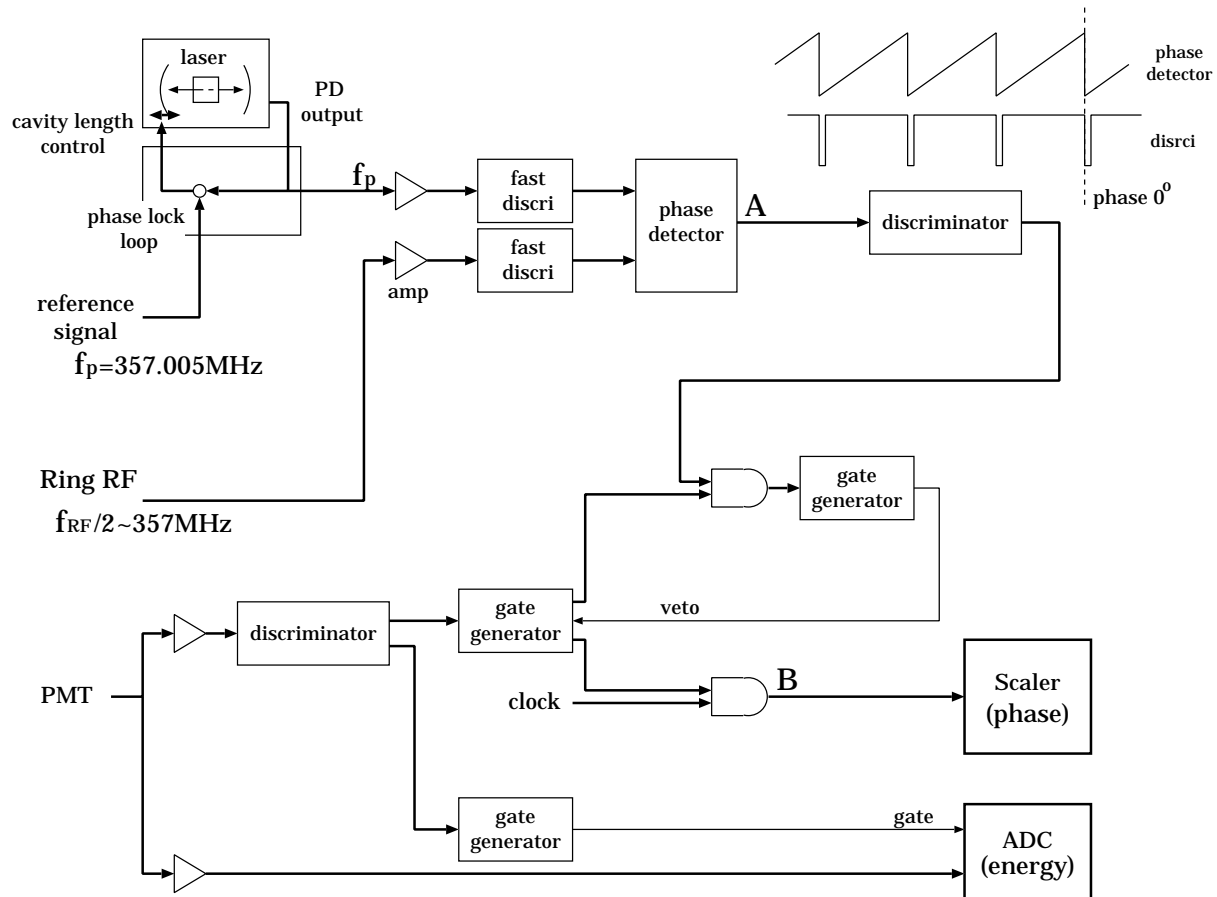 laser
PD
output
cavity length
control
phase lock
loop
reference
signal
fp=357.005MHz
fp
fast
discri
fast
discri
amp
phase
detector
A
discriminator
phase
detector
disrci
phase 0°
Ring RF
fRF/2~357MHz
gate
generator
PMT
discriminator
gate
generator
veto
clock
B
Scaler
(phase)
gate
generator
gate
ADC
(energy)